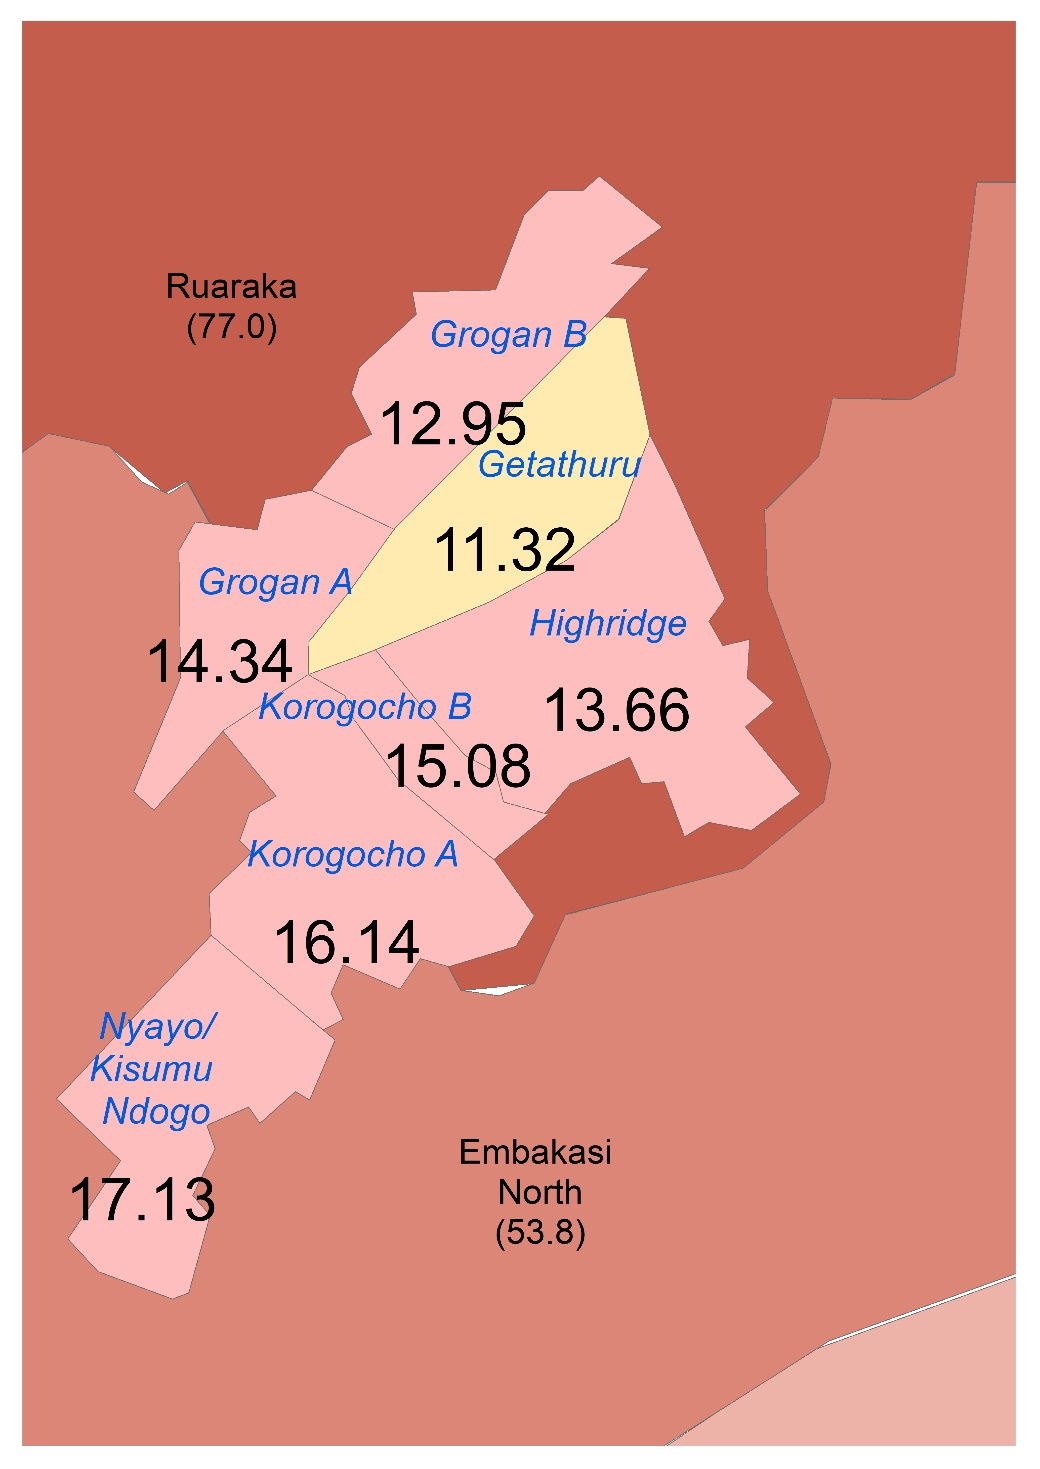 Ruaraka
(77.0)
Grogan B
12.95
Getathuru
11.32
Grogan A
14.34
Highridge
13.66
Korogocho B
15.08
Korogocho A
16.14
Nyayo/
Kisumu
Ndogo
17.13
Embakasi
North
(53.8)